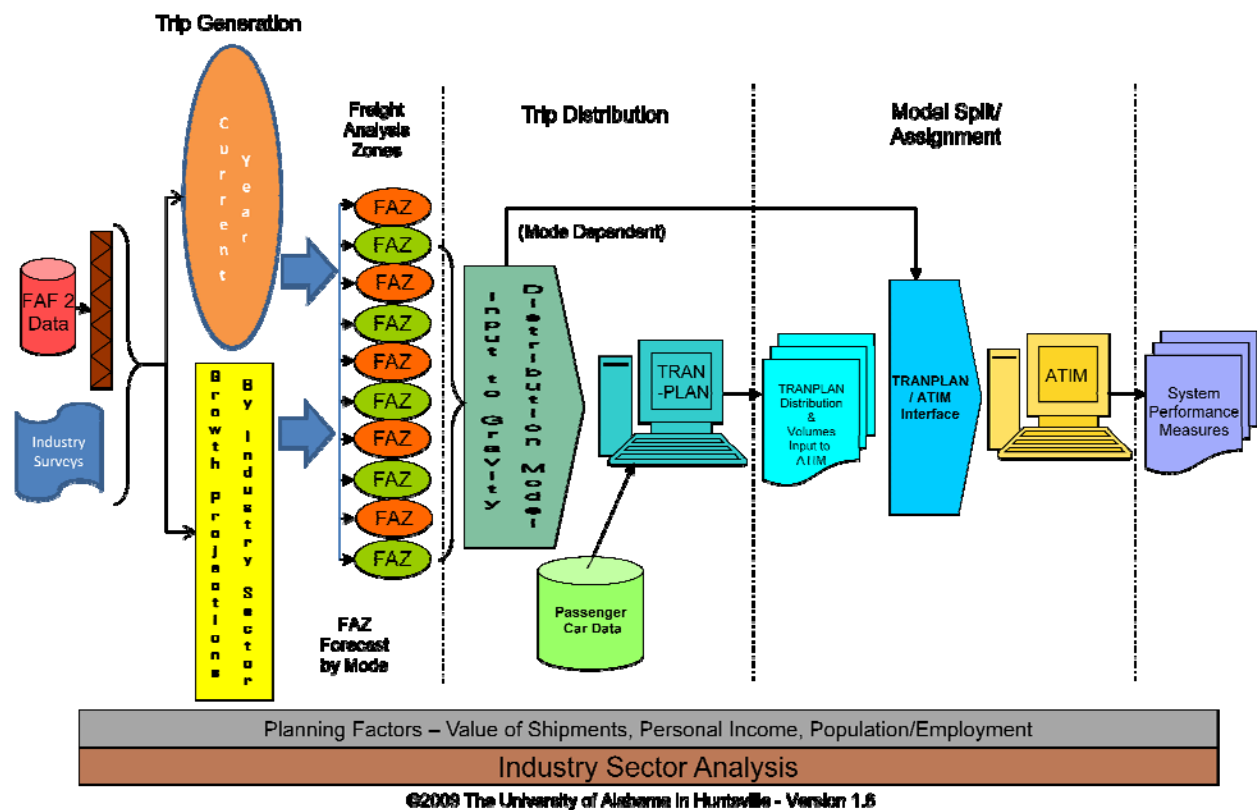 Trip Generation
Current
Year
Freight
Analysis
Zones
Trip Distribution
Modal Split/
Assignment
FAF 2
Data
Industry
Surveys
Growth Projections
By Industry Sector
FAZ
FAZ
FAZ
FAZ
FAZ
FAZ
FAZ
FAZ
FAZ
FAZ
FAZ
Forecast
by Mode
(Mode Dependent)
Input to Gravity
Distribution Model
TRAN
-PLAN
Passenger
Car Data
TRANPLAN
Distribution
&
Volumes
Input to
ATIM
TRANPLAN
/ ATIM
Interface
ATIM
System
Performance
Measures
Planning Factors – Value of Shipments, Personal Income, Population/Employment
Industry Sector Analysis
©2009 The University of Alabama in Huntsville - Version 1.6